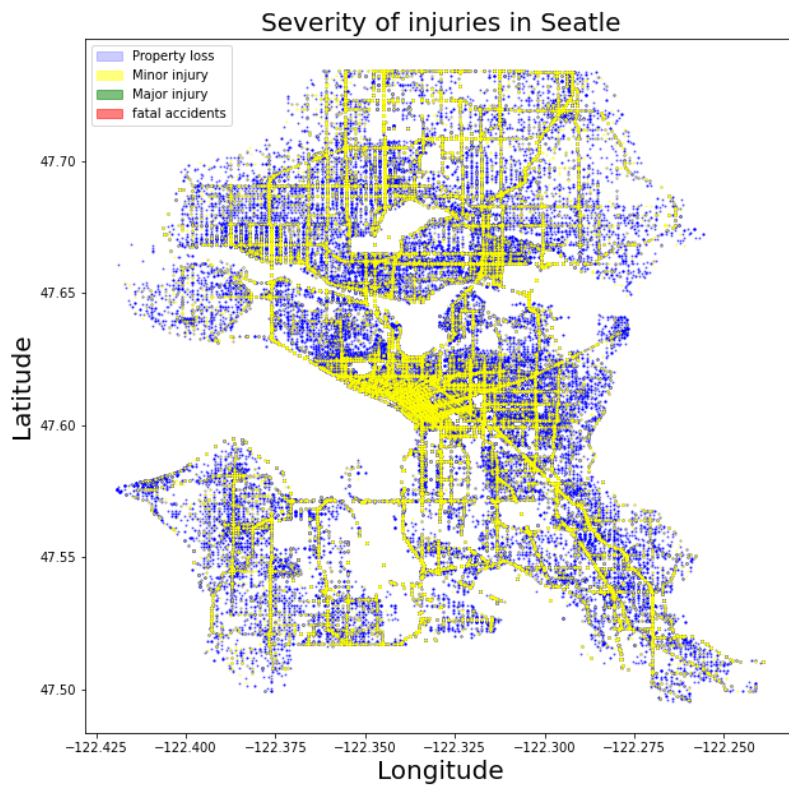 Severity of injuries in Seatle
Property loss
Minor injury
Major injury
fatal accidents
47.70
47.65
47.60
47.55
47.50
Latitude
−122.425 −122.400 −122.375 −122.350 −122.325 −122.300 −122.275 −122.250
Longitude